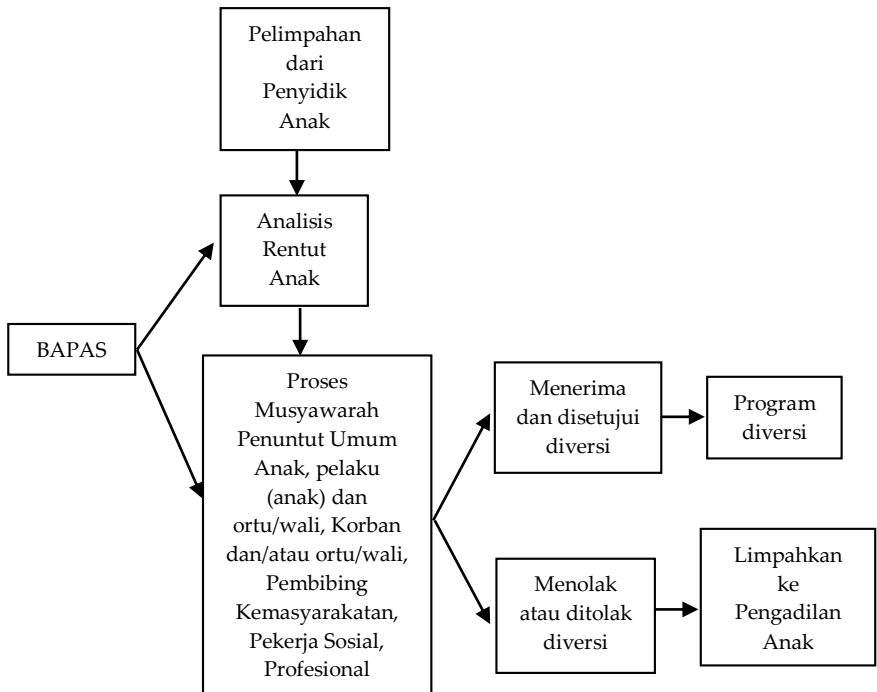 Pelimpahan
dari
Penyidik
Anak
Analisis
Rentut
Anak
BAPAS
Proses
Musyawarah
Penuntut Umum
Anak, pelaku
(anak) dan
ortu/wali, Korban
dan/atau ortu/wali,
Pembibing
Kemasyarakatan,
Pekerja Sosial,
Profesional
Menerima
dan disetujui
diversi
Program
diversi
Menolak
atau ditolak
diversi
Limpahkan
ke
Pengadilan
Anak